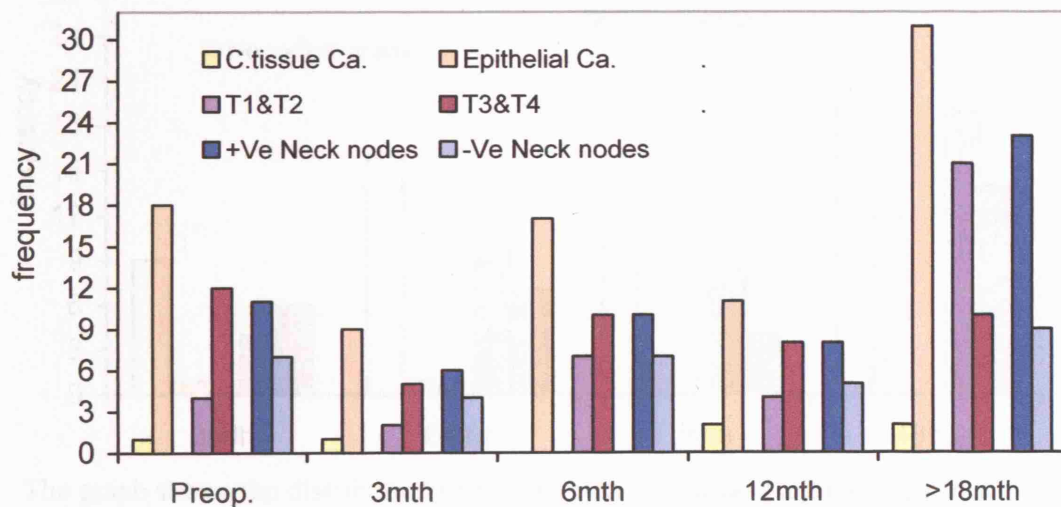 frequency
30
27
24
21
18
15
12
9
6
3
0
C.tissue Ca. Epithelial Ca.
T1&T2 T3&T4
+Ve Neck nodes -Ve Neck nodes
Preop. 3mth 6mth 12mth >18mth